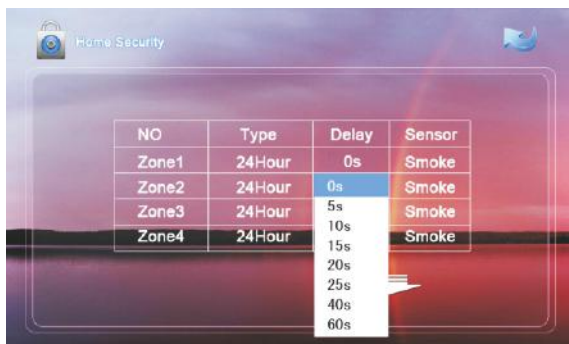 Home Security
NO Type Delay Sensor
Zone1 24Hour 0s Smoke
Zone2 24Hour 0s Smoke
Zone3 24Hour 5s Smoke
10s
Zone4 24Hour 15s Smoke
20s
25s
40s
60s